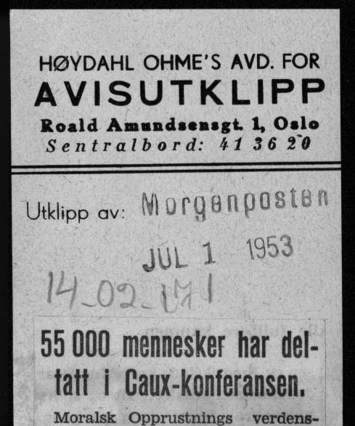 HØYDAHL OHME'S AVD. FOR
AVISUTKLIPP
Roald Amundsensgt. 1, Oslo
Sentralbord: 41 36 20
Utklipp av: Morgenposten
JUL 1 1953
14-02-
55 000 mennesker har del-
tatt i Caux-konferansen.
Moralsk Opprustnings verdens-